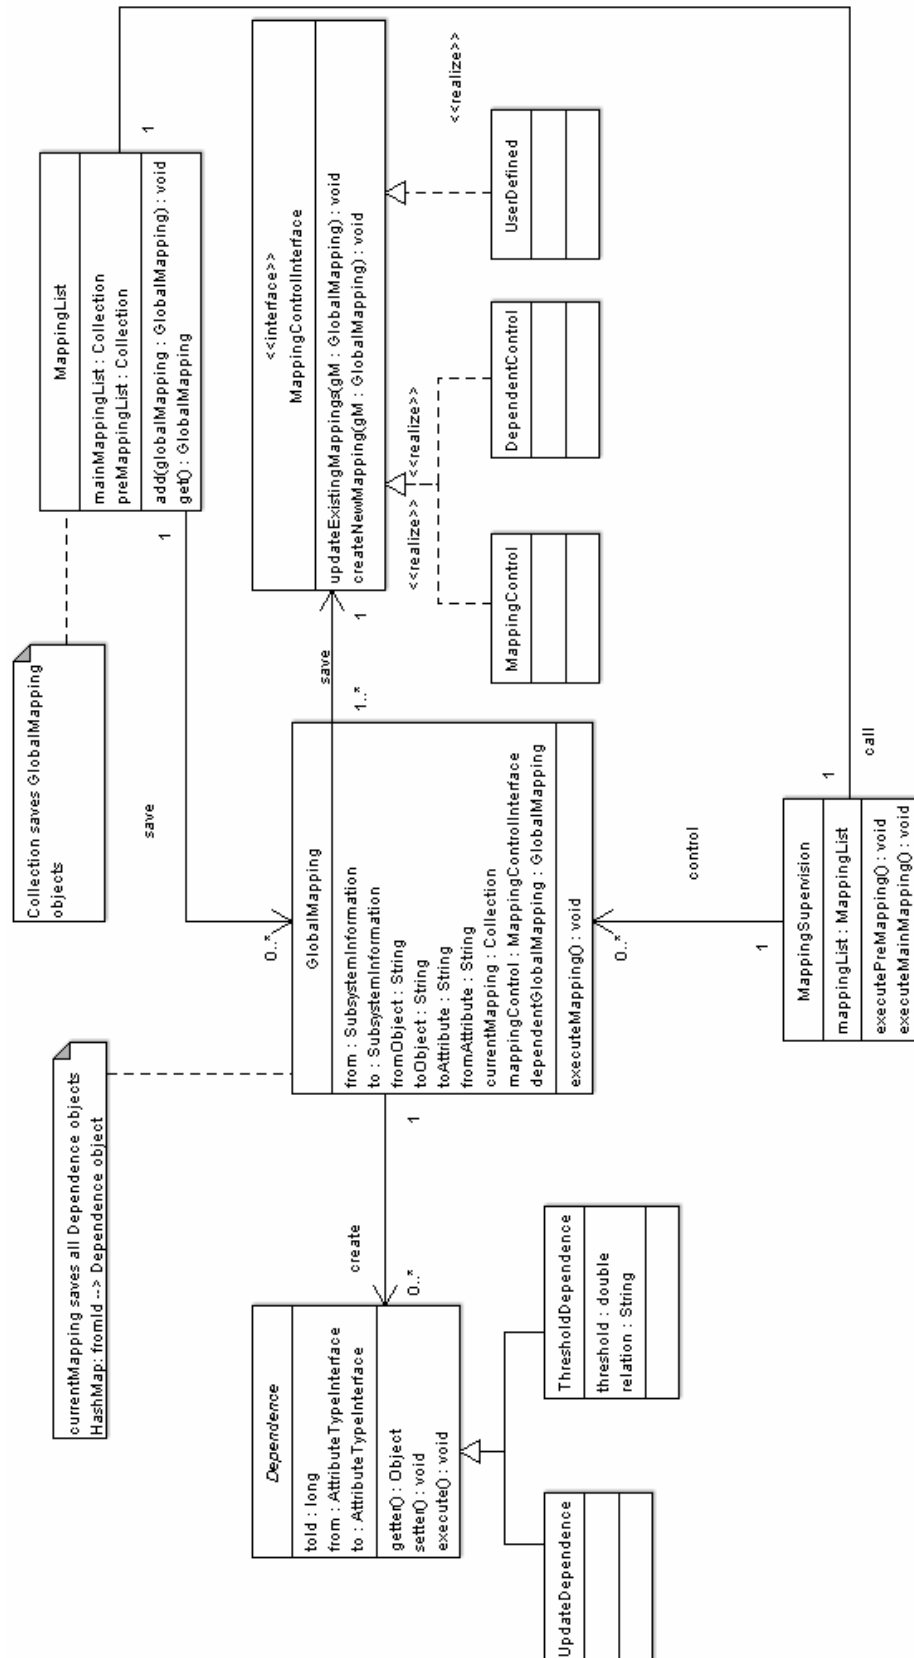 currentMapping saves all Dependence objects
HashMap: fromId --> Dependence object
Collection saves GlobalMapping
objects
MappingList
mainMappingList : Collection
preMappingList : Collection
add(globalMapping : GlobalMapping) : void
get() : GlobalMapping
1
1
save
0..*
Dependence
toId : long
from : AttributeTypeInterface
to : AttributeTypeInterface
getter() : Object
setter() : void
execute() : void
create
0..*
1
GlobalMapping
from : SubsystemInformation
to : SubsystemInformation
fromObject : String
toObject : String
toAttribute : String
fromAttribute : String
currentMapping : Collection
mappingControl : MappingControlInterface
dependentGlobalMapping : GlobalMapping
executeMapping() : void
save
1..*
1
<<interface>>
MappingControlInterface
updateExistingMappings(gM : GlobalMapping) : void
createNewMapping(gM : GlobalMapping) : void
<<realize>>
<<realize>>
<<realize>>
UpdateDependence
ThresholdDependence
threshold : double
relation : String
MappingControl
DependentControl
UserDefined
0..*
control
1
MappingSupervision
mappingList : MappingList
executePreMapping() : void
executeMainMapping() : void
1
call